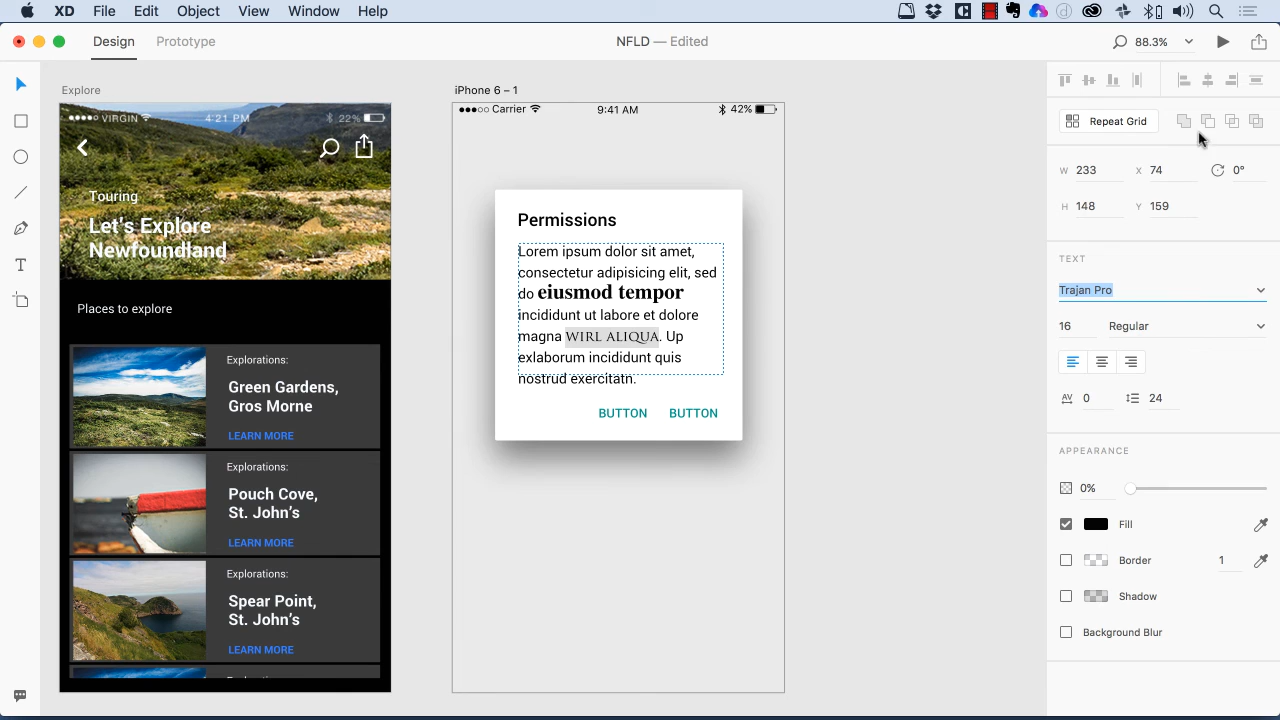 XD File Edit Object View Window Help
Design Prototype
NFLD — Edited
88.3%
Explore
VIRGIN 4:21 PM 22%
Touring
Let's Explore
Newfoundland
Places to explore
Explorations:
Green Gardens,
Gros Morne
LEARN MORE
Explorations:
Pouch Cove,
St. John's
LEARN MORE
Explorations:
Spear Point,
St. John's
LEARN MORE
iPhone 6 – 1
Carrier 9:41 AM 42%
Permissions
Lorem ipsum dolor sit amet,
consectetur adipisicing elit, sed
do eiusmod tempor
incididunt ut labore et dolore
magna WIRL ALIQUA. Up
exlaborum incididunt quis
nostrud exercitatn.
BUTTON BUTTON
Repeat Grid
W 233 X 74 0°
H 148 Y 159
TEXT
Trajan Pro
16 Regular
AV 0 24
APPEARANCE
0%
Fill
Border 1
Shadow
Background Blur